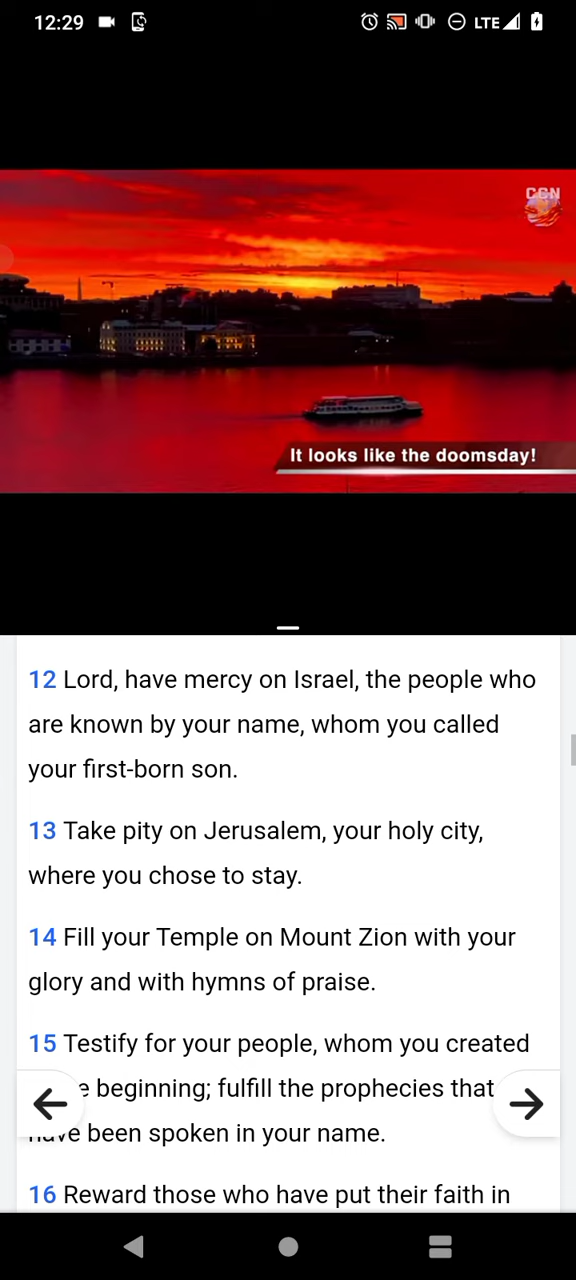 12:29
LTE
CBN
It looks like the doomsday!
12 Lord, have mercy on Israel, the people who
are known by your name, whom you called
your first-born son.
13 Take pity on Jerusalem, your holy city,
where you chose to stay.
14 Fill your Temple on Mount Zion with your
glory and with hymns of praise.
15 Testify for your people, whom you created
e beginning; fulfill the prophecies that
have been spoken in your name.
16 Reward those who have put their faith in